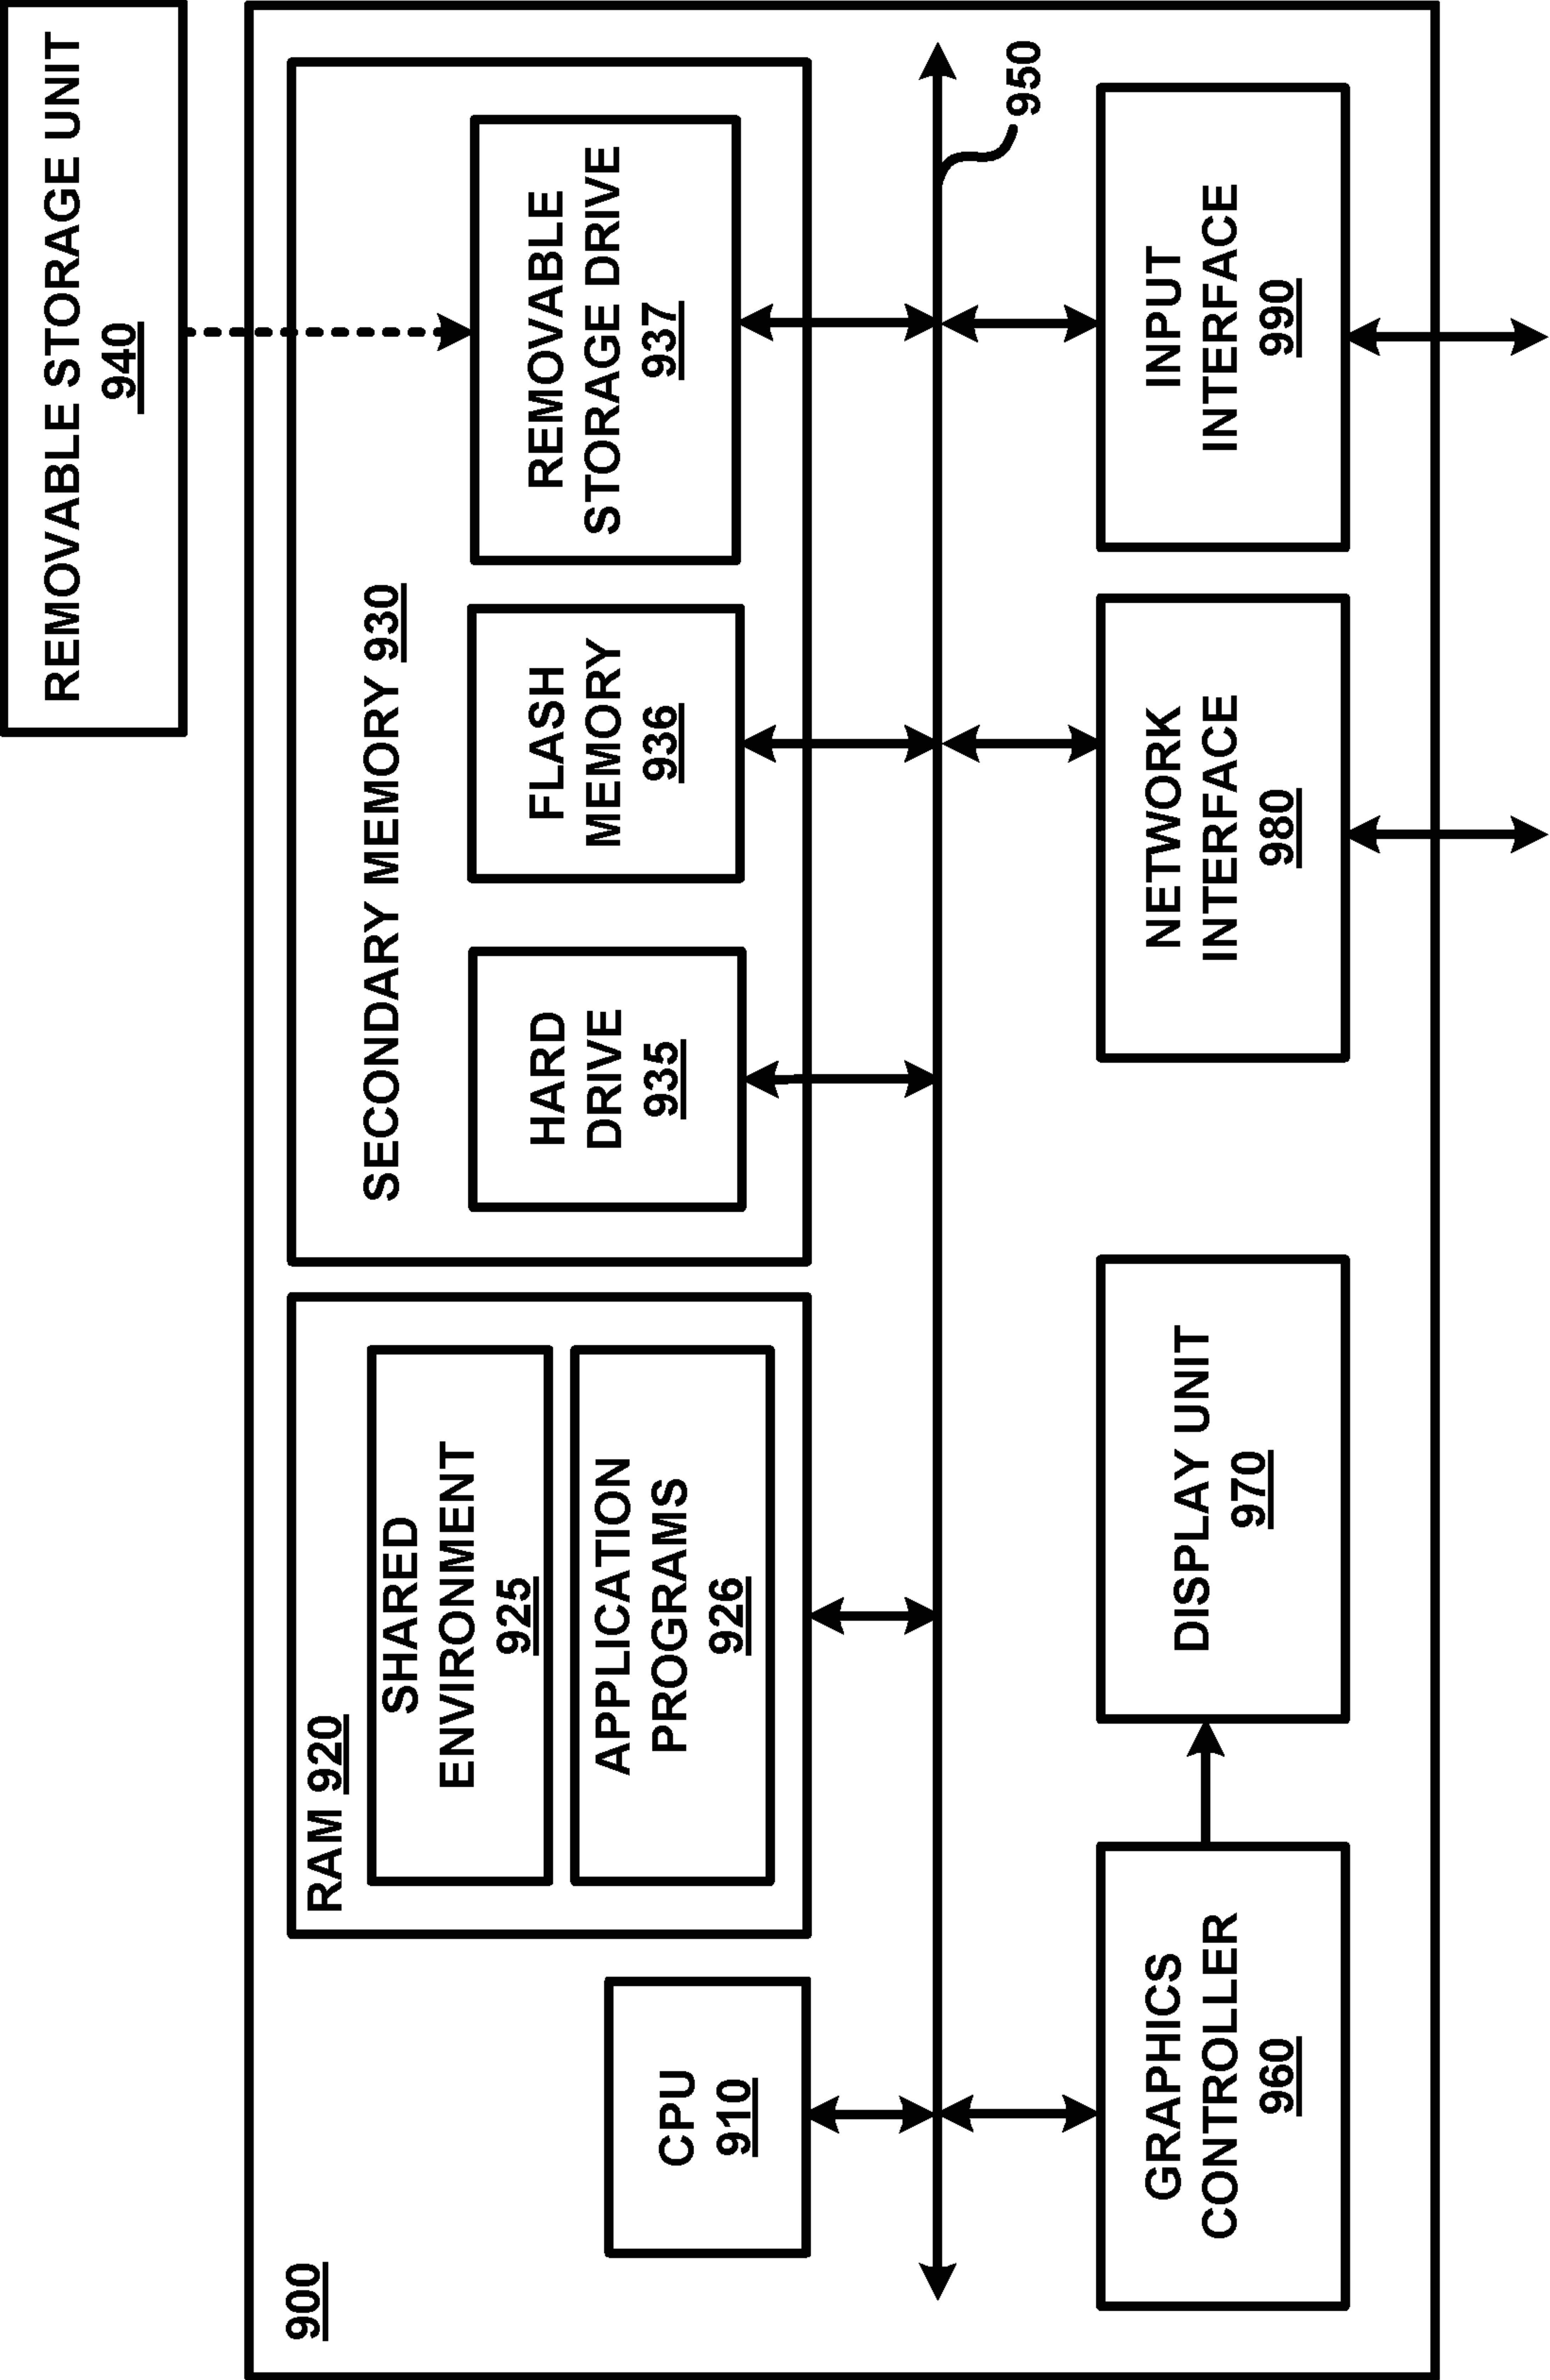 REMOVABLE STORAGE UNIT
940
900
RAM 920
SHARED
ENVIRONMENT
925
APPLICATION
PROGRAMS
926
CPU
910
SECONDARY MEMORY 930
HARD
DRIVE
935
FLASH
MEMORY
936
REMOVABLE
STORAGE DRIVE
937
950
GRAPHICS
CONTROLLER
960
DISPLAY UNIT
970
NETWORK
INTERFACE
980
INPUT
INTERFACE
990